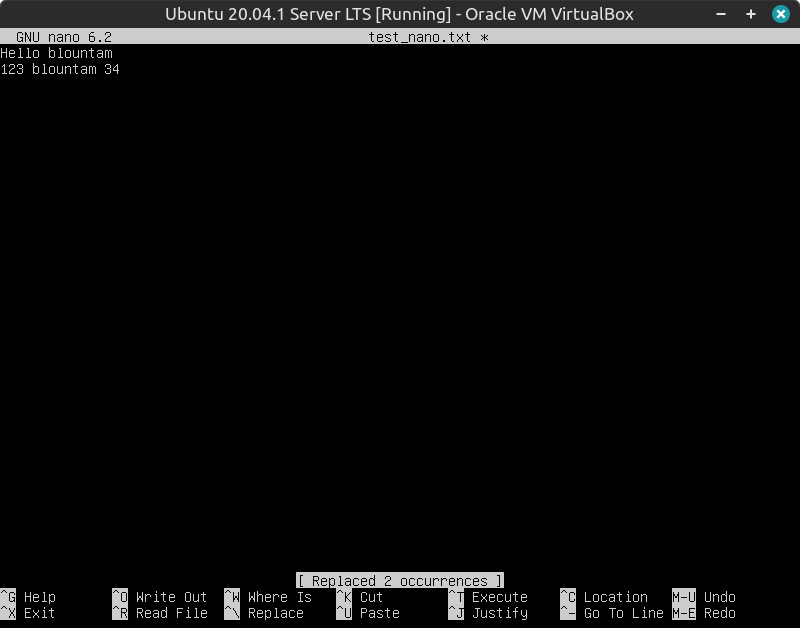 Ubuntu 20.04.1 Server LTS [Running] - Oracle VM VirtualBox
GNU nano 6.2 test_nano.txt *
Hello blountam
123 blountam 34
[ Replaced 2 occurrences ]
^G Help ^O Write Out ^W Where Is ^K Cut ^T Execute ^C Location M-U Undo
^X Exit ^R Read File ^\ Replace ^U Paste ^J Justify ^- Go To Line M-E Redo